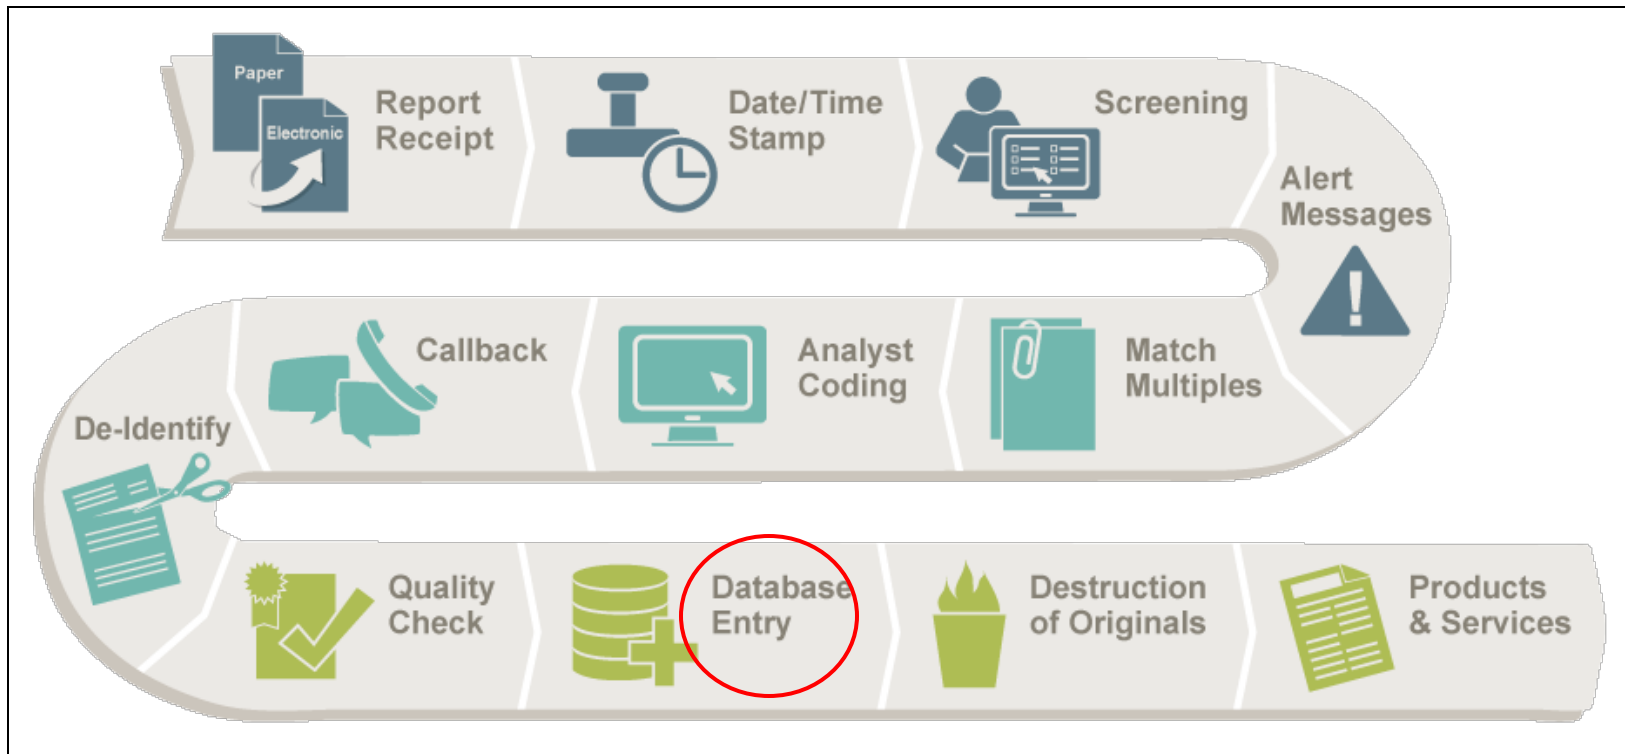 Paper
Electronic
Report
Receipt
Date/Time
Stamp
Screening
Alert
Messages
Match
Multiples
Analyst
Coding
Callback
De-Identify
Quality
Check
Database
Entry
Destruction
of Originals
Products
& Services